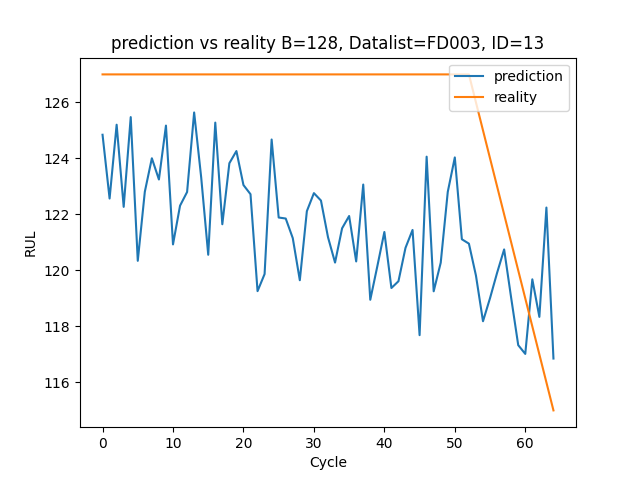 prediction vs reality B=128, Datalist=FD003, ID=13
prediction
reality
RUL
126
124
122
120
118
116
0 10 20 30 40 50 60
Cycle